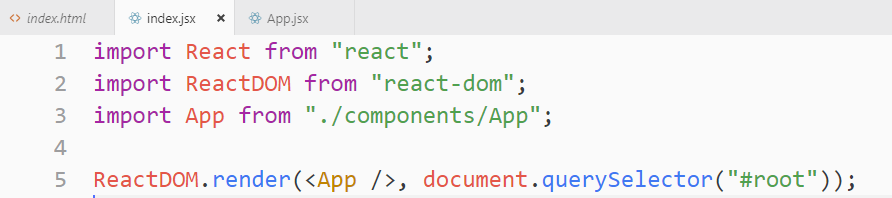 index.html index.jsx × App.jsx
1 import React from "react";
2 import ReactDOM from "react-dom";
3 import App from "./components/App";
4
5 ReactDOM.render(<App />, document.querySelector("#root"));